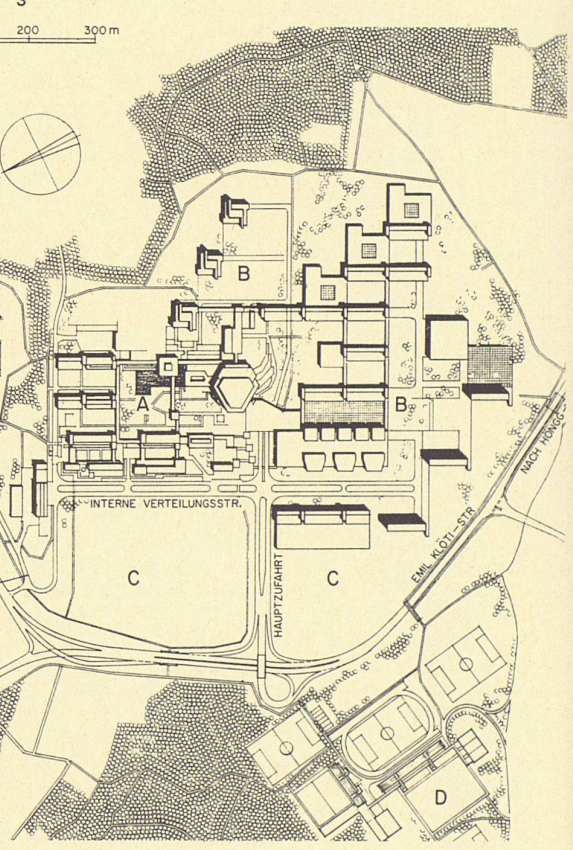 200 300 m
B
A
B
INTERNE VERTEILUNGSSTR.
C
C
HAUPTZUFAHRT
EMIL KLÖTI-STR
NACH HÖNGG
D